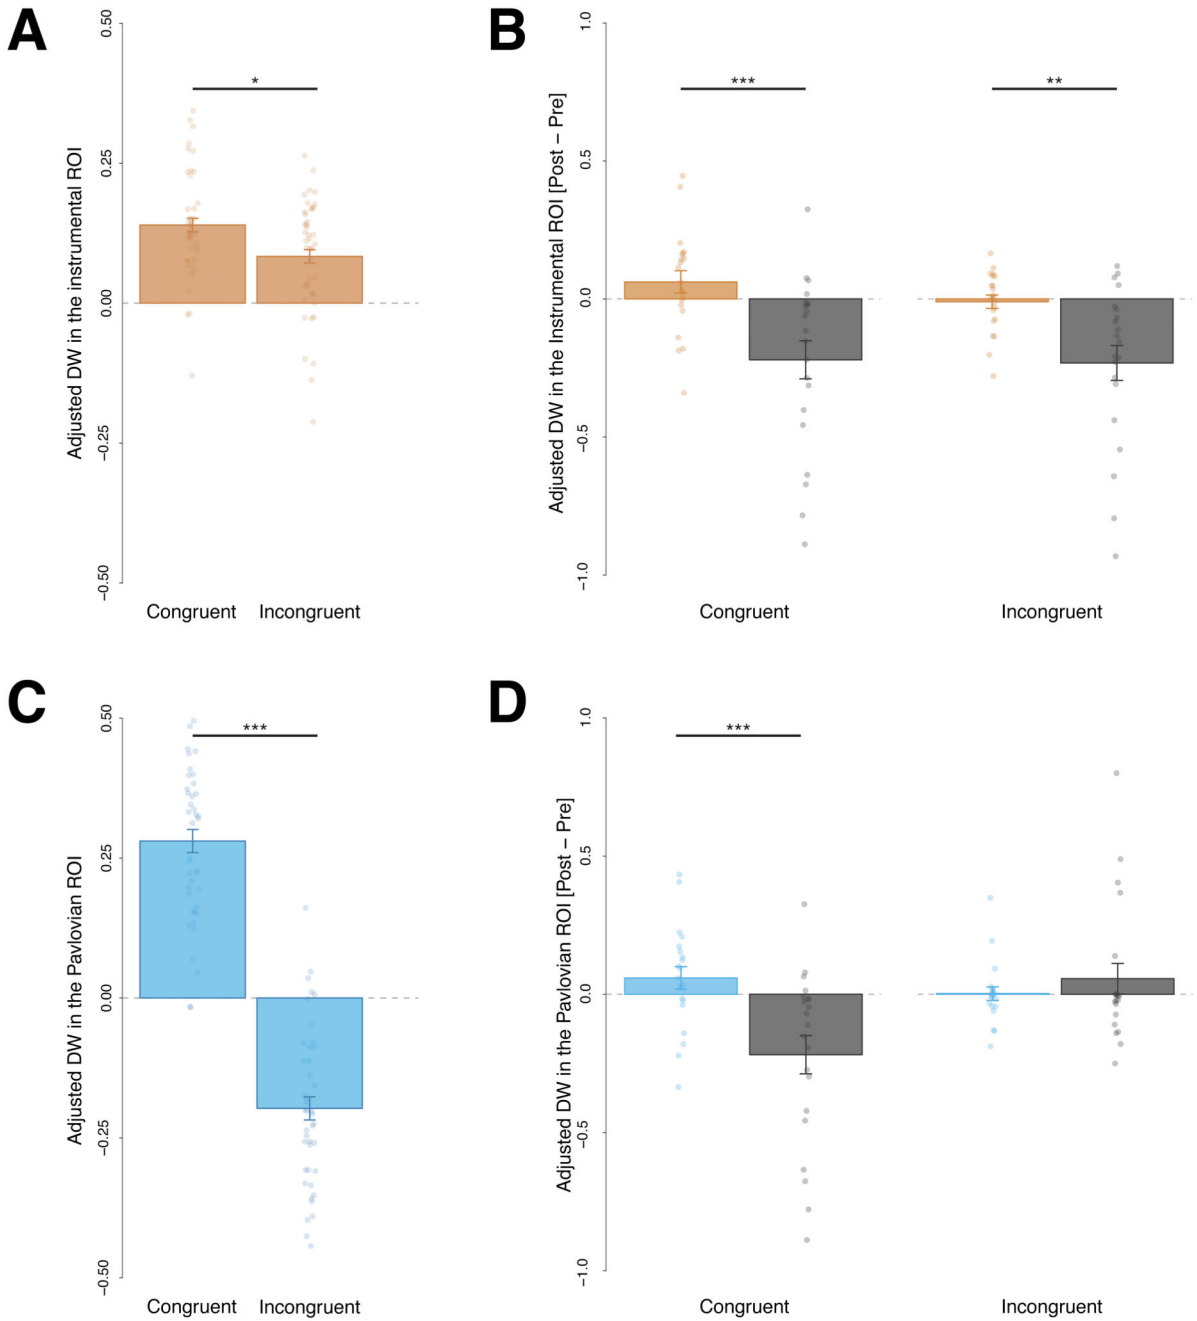 A
Adjusted DW in the instrumental ROI
0.50
0.25
0.00
−0.25
−0.50
*
Congruent
Incongruent
B
Adjusted DW in the Instrumental ROI [Post − Pre]
1.0
0.5
0.0
−0.5
−1.0
***
**
Congruent
Incongruent
C
Adjusted DW in the Pavlovian ROI
0.50
0.25
0.00
−0.25
−0.50
***
Congruent
Incongruent
D
Adjusted DW in the Pavlovian ROI [Post − Pre]
1.0
0.5
0.0
−0.5
−1.0
***
Congruent
Incongruent